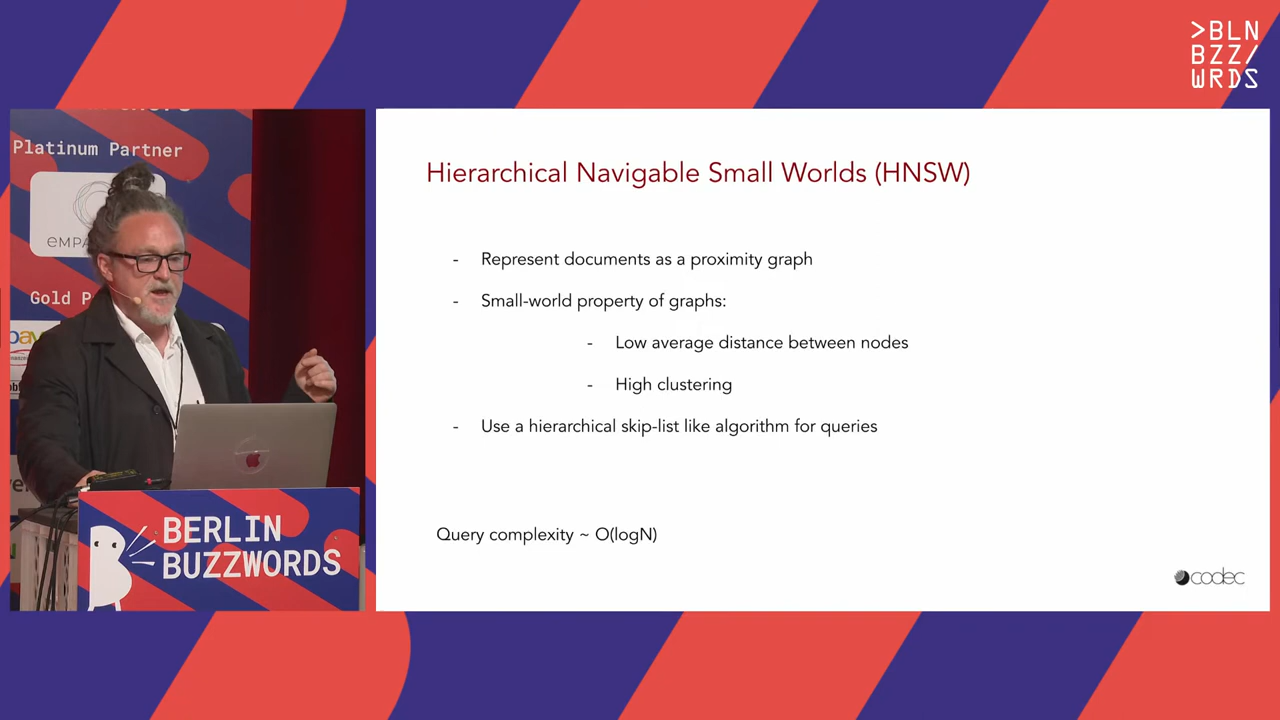 >BLN
BZZ/
WRDS
Platinum Partner
Gold P
Hierarchical Navigable Small Worlds (HNSW)
- Represent documents as a proximity graph
- Small-world property of graphs:
- Low average distance between nodes
- High clustering
- Use a hierarchical skip-list like algorithm for queries
Query complexity ~ O(logN)
codec
BERLIN
BUZZWORDS